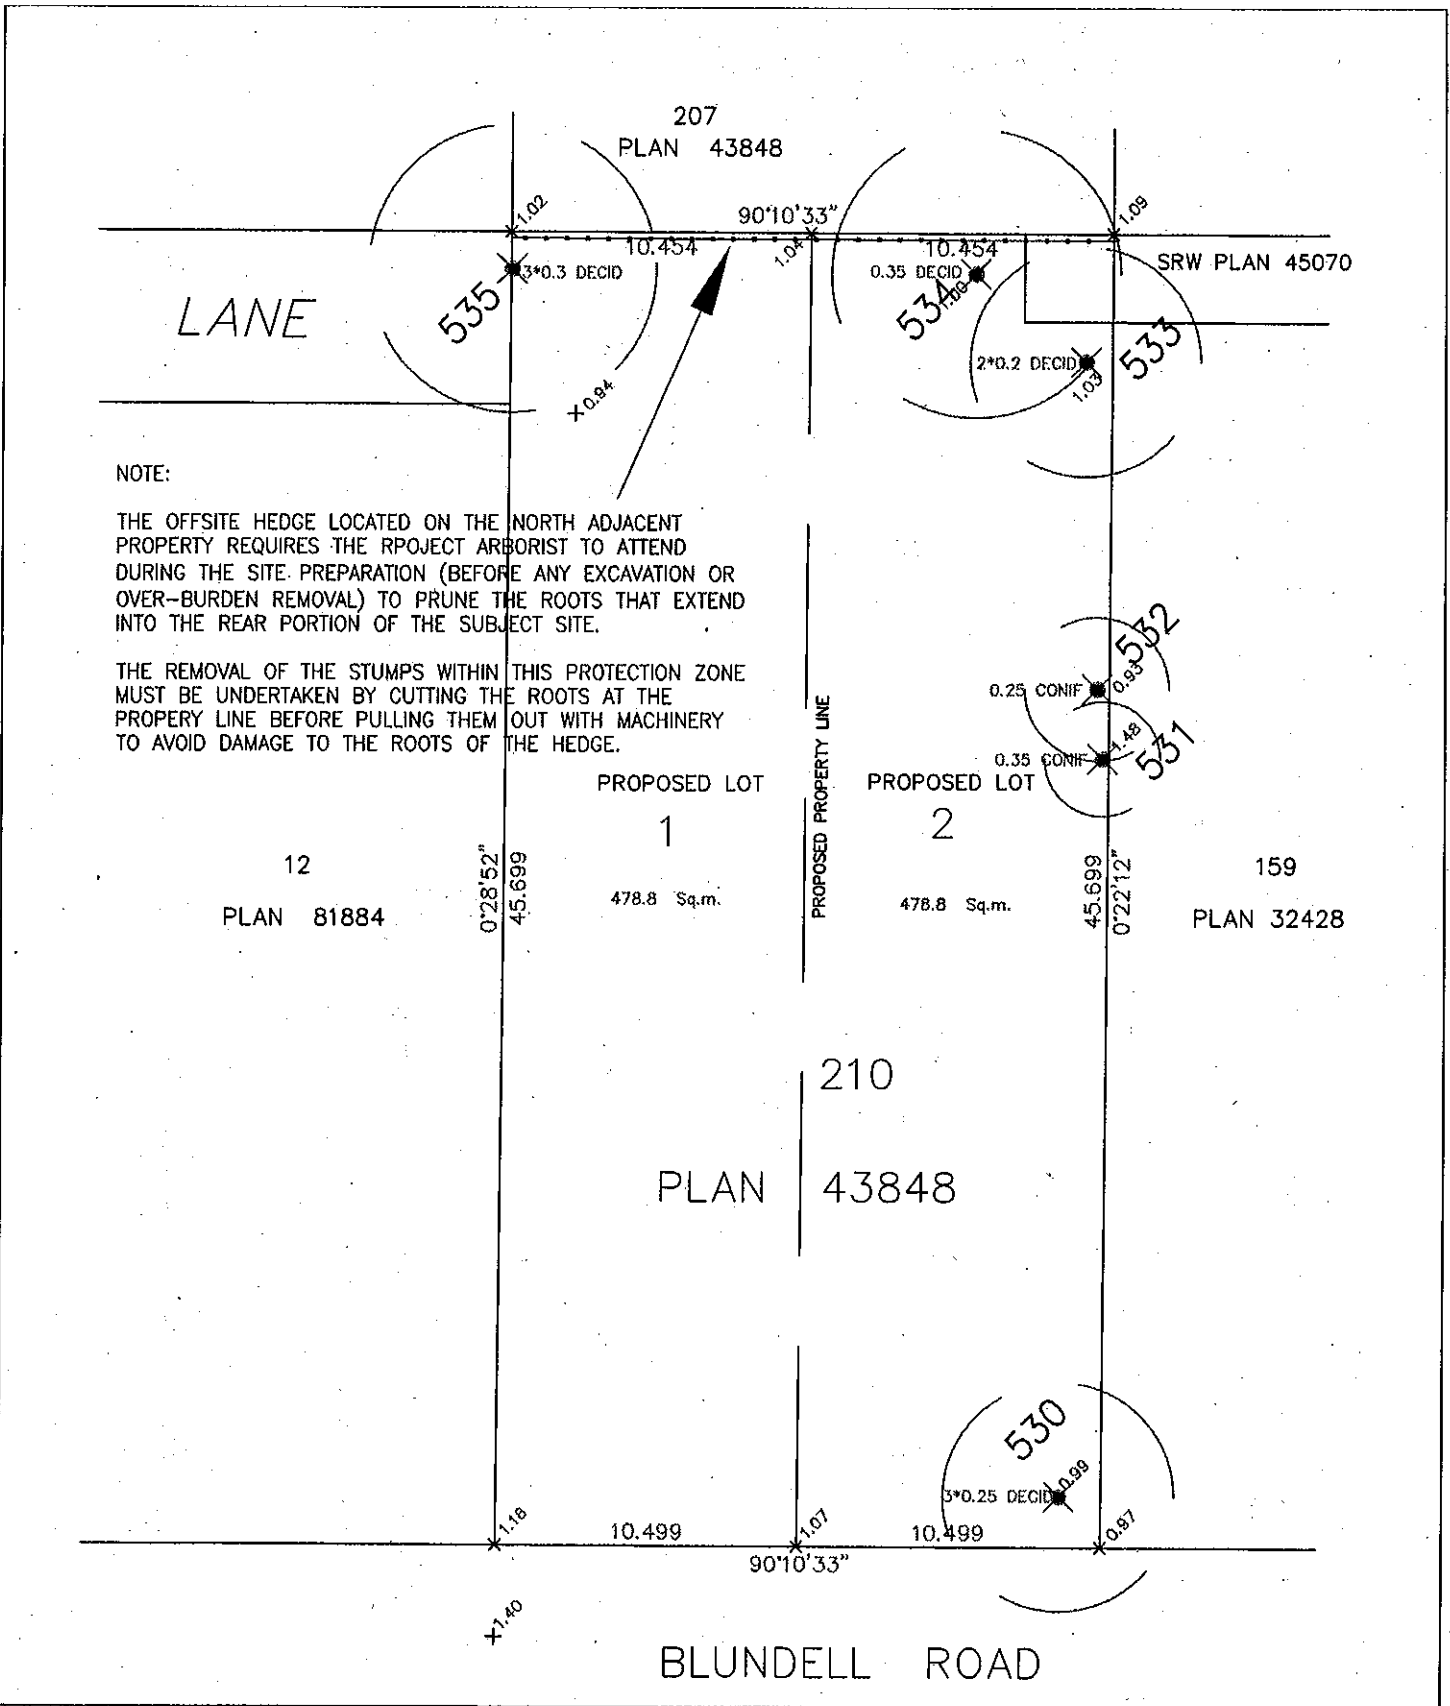 207
PLAN 43848
1.02
90°10'33"
1.09
10.454
1.04
10.454
SRW PLAN 45070
3*0.3 DECID
0.35 DECID
1.00
535
534
LANE
533
2*0.2 DECID
1.03
0.94
NOTE:
THE OFFSITE HEDGE LOCATED ON THE NORTH ADJACENT
PROPERTY REQUIRES THE RPOJECT ARBORIST TO ATTEND
DURING THE SITE PREPARATION (BEFORE ANY EXCAVATION OR
OVER-BURDEN REMOVAL) TO PRUNE THE ROOTS THAT EXTEND
INTO THE REAR PORTION OF THE SUBJECT SITE.
THE REMOVAL OF THE STUMPS WITHIN THIS PROTECTION ZONE
MUST BE UNDERTAKEN BY CUTTING THE ROOTS AT THE
PROPERY LINE BEFORE PULLING THEM OUT WITH MACHINERY
TO AVOID DAMAGE TO THE ROOTS OF THE HEDGE.
532
0.25 CONIF
0.93
1.48
531
0.35 CONIF
PROPOSED PROPERTY LINE
PROPOSED LOT
1
478.8 Sq.m.
PROPOSED LOT
2
478.8 Sq.m.
12
PLAN 81884
0°28'52"
45.699
45.699
0°22'12"
159
PLAN 32428
210
PLAN 43848
530
0.99
3*0.25 DECID
1.18
10.499
1.07
10.499
0.97
90°10'33"
1.40
BLUNDELL ROAD